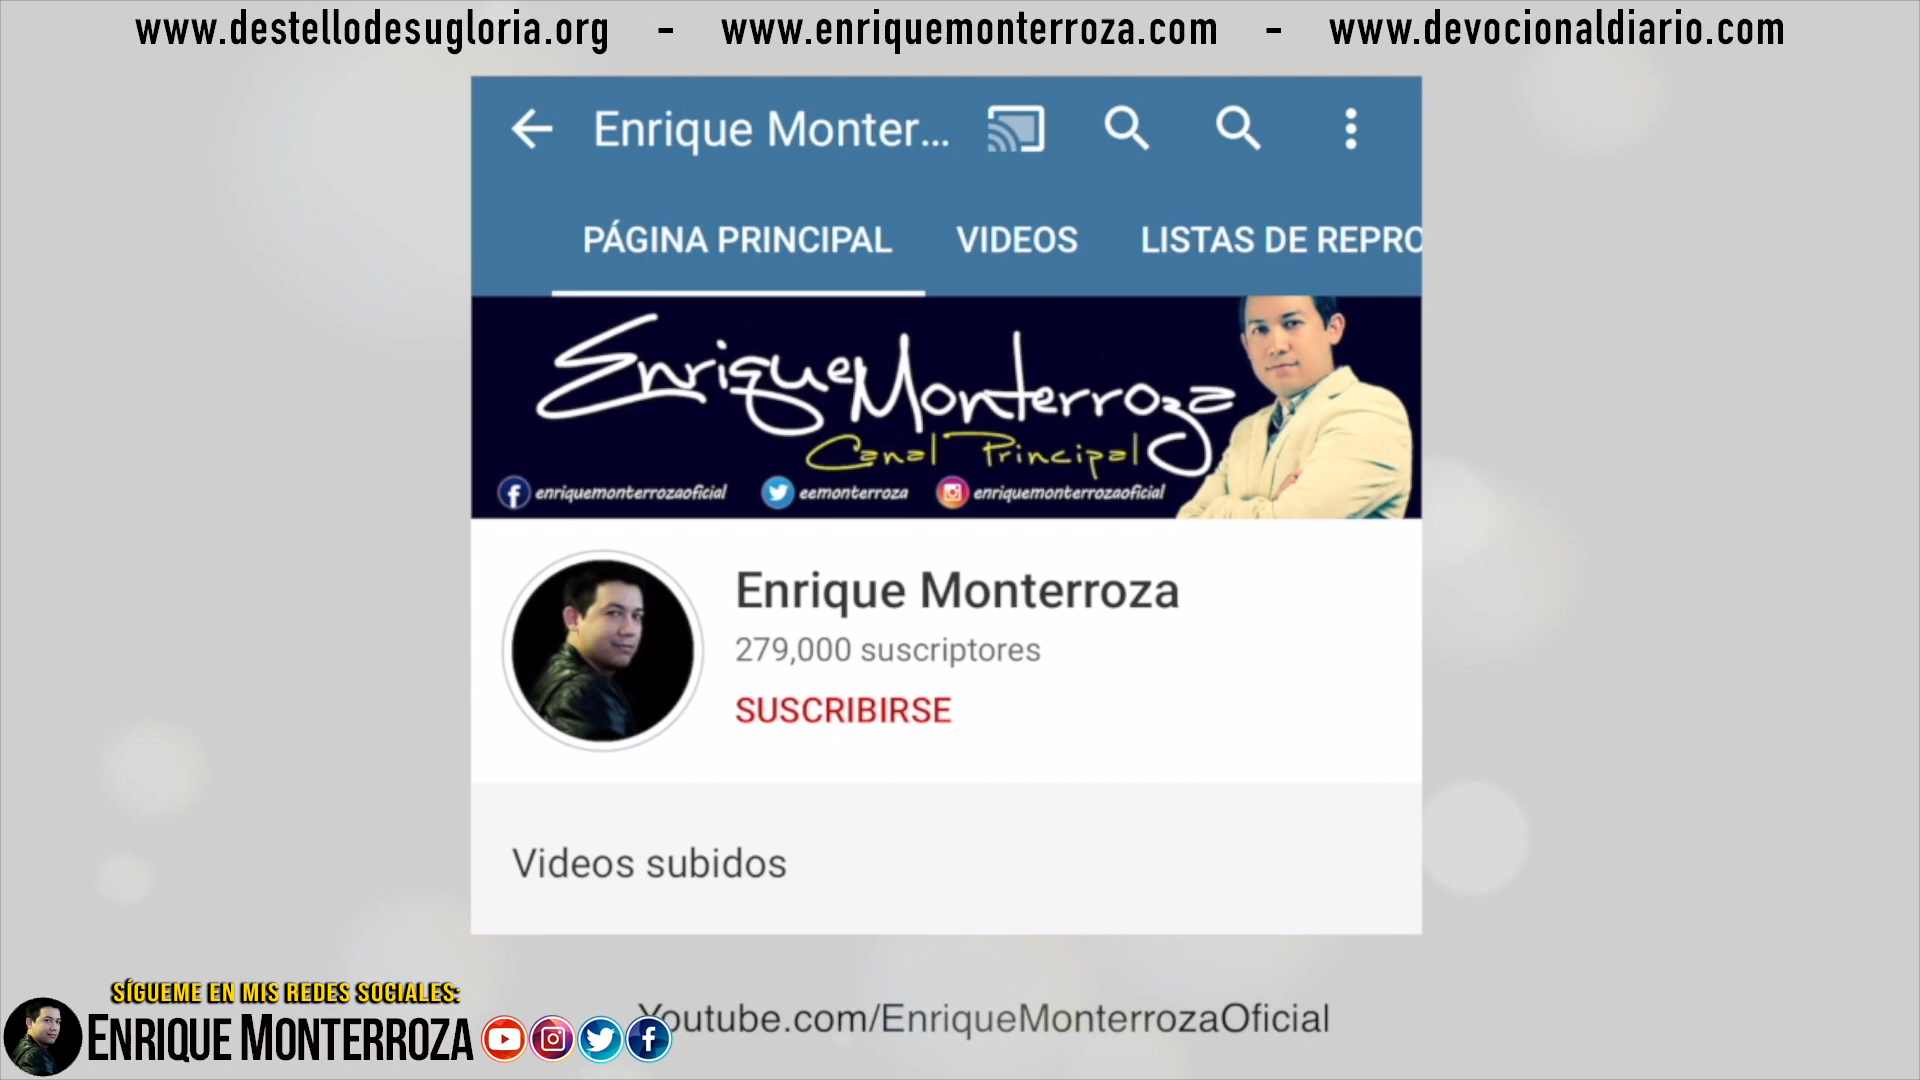 www.destellodesugloria.org - www.enriquemonterroza.com - www.devocionaldiario.com
Enrique Monter...
PÁGINA PRINCIPAL VIDEOS LISTAS DE REPRO
Enrique Monterroza
Canal Principal
enriquemonterrozaoficial eemonterroza enriquemonterrozaoficial
Enrique Monterroza
279,000 suscriptores
SUSCRIBIRSE
Videos subidos
SÍGUEME EN MIS REDES SOCIALES:
ENRIQUE MONTERROZA
Youtube.com/EnriqueMonterrozaOficial